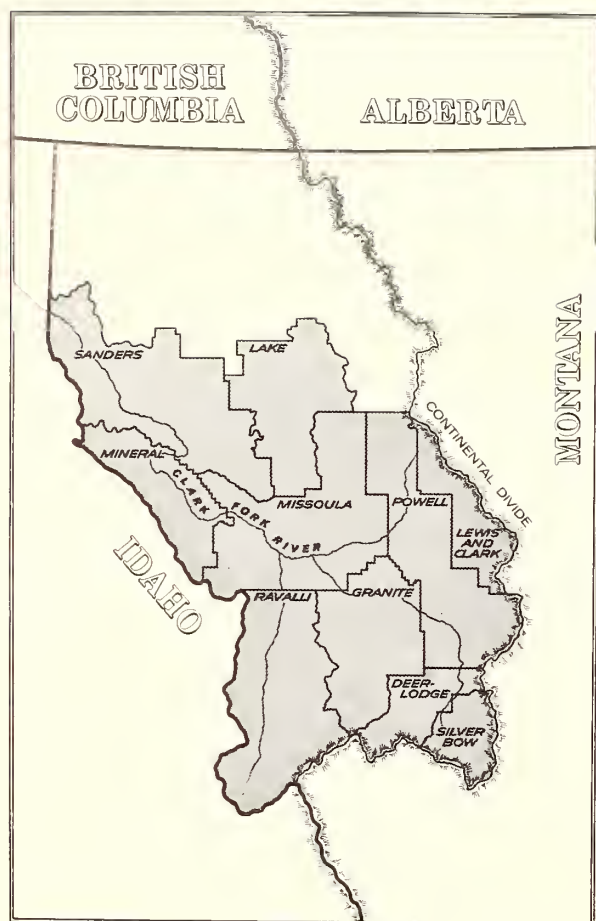 BRITISH
COLUMBIA
ALBERTA
MONTANA
SANDERS
LAKE
CONTINENTAL DIVIDE
MINERAL
CLARK FORK RIVER
MISSOULA
POWELL
LEWIS
AND
CLARK
IDAHO
RAVALLI
GRANITE
DEER-
LODGE
SILVER
BOW